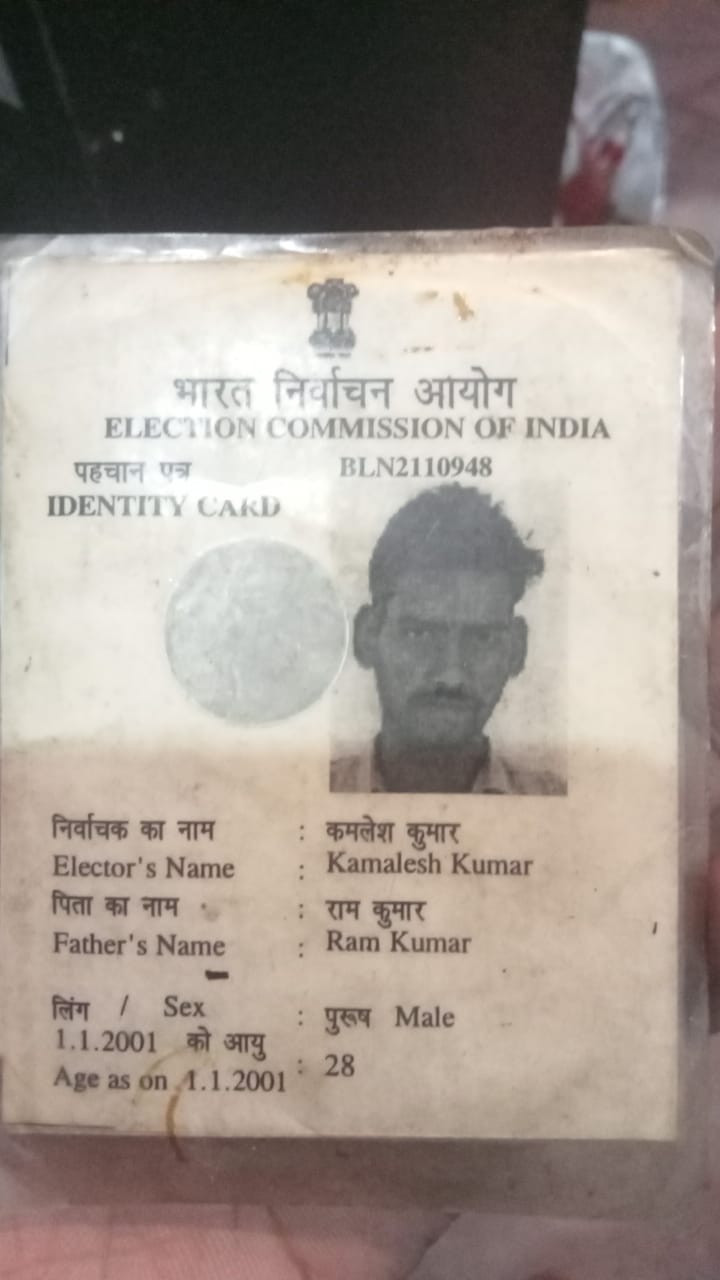 भारत निर्वाचन आयोग
ELECTION COMMISSION OF INDIA
पहचान पत्र BLN2110948
IDENTITY CARD
निर्वाचक का नाम : कमलेश कुमार
Elector's Name : Kamalesh Kumar
पिता का नाम : राम कुमार
Father's Name : Ram Kumar
लिंग / Sex : पुरूष Male
1.1.2001 को आयु
Age as on 1.1.2001 : 28